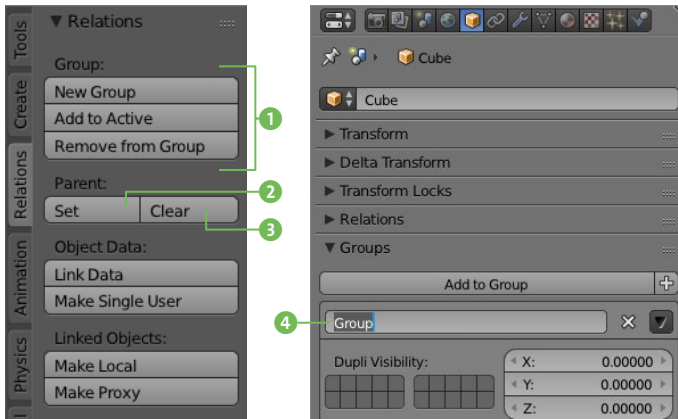 Tools
Create
Relations
Animation
Physics
▼ Relations
Group:
New Group
Add to Active
Remove from Group
1
Parent:
2
Set
Clear
3
Object Data:
Link Data
Make Single User
Linked Objects:
Make Local
Make Proxy
Cube
Cube
▶ Transform
▶ Delta Transform
▶ Transform Locks
▶ Relations
▼ Groups
Add to Group
4
Group
Dupli Visibility:
X: 0.00000
Y: 0.00000
Z: 0.00000